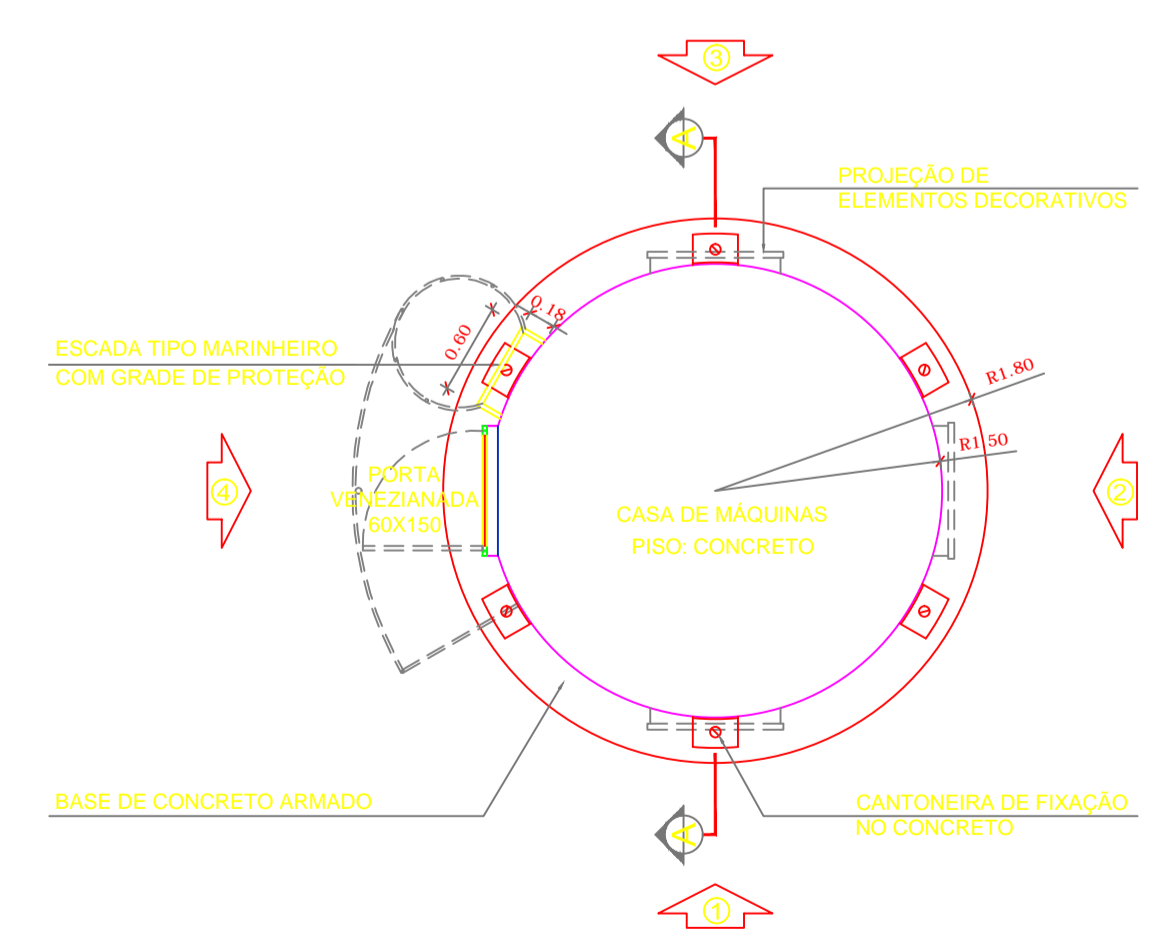 3
A
PROJEÇÃO DE
ELEMENTOS DECORATIVOS
0.18
0.60
ESCADA TIPO MARINHEIRO
COM GRADE DE PROTEÇÃO
R1.80
R1.50
4
PORTA
VENEZIANADA
60X150
CASA DE MÁQUINAS
PISO: CONCRETO
2
BASE DE CONCRETO ARMADO
CANTONEIRA DE FIXAÇÃO
NO CONCRETO
A
1